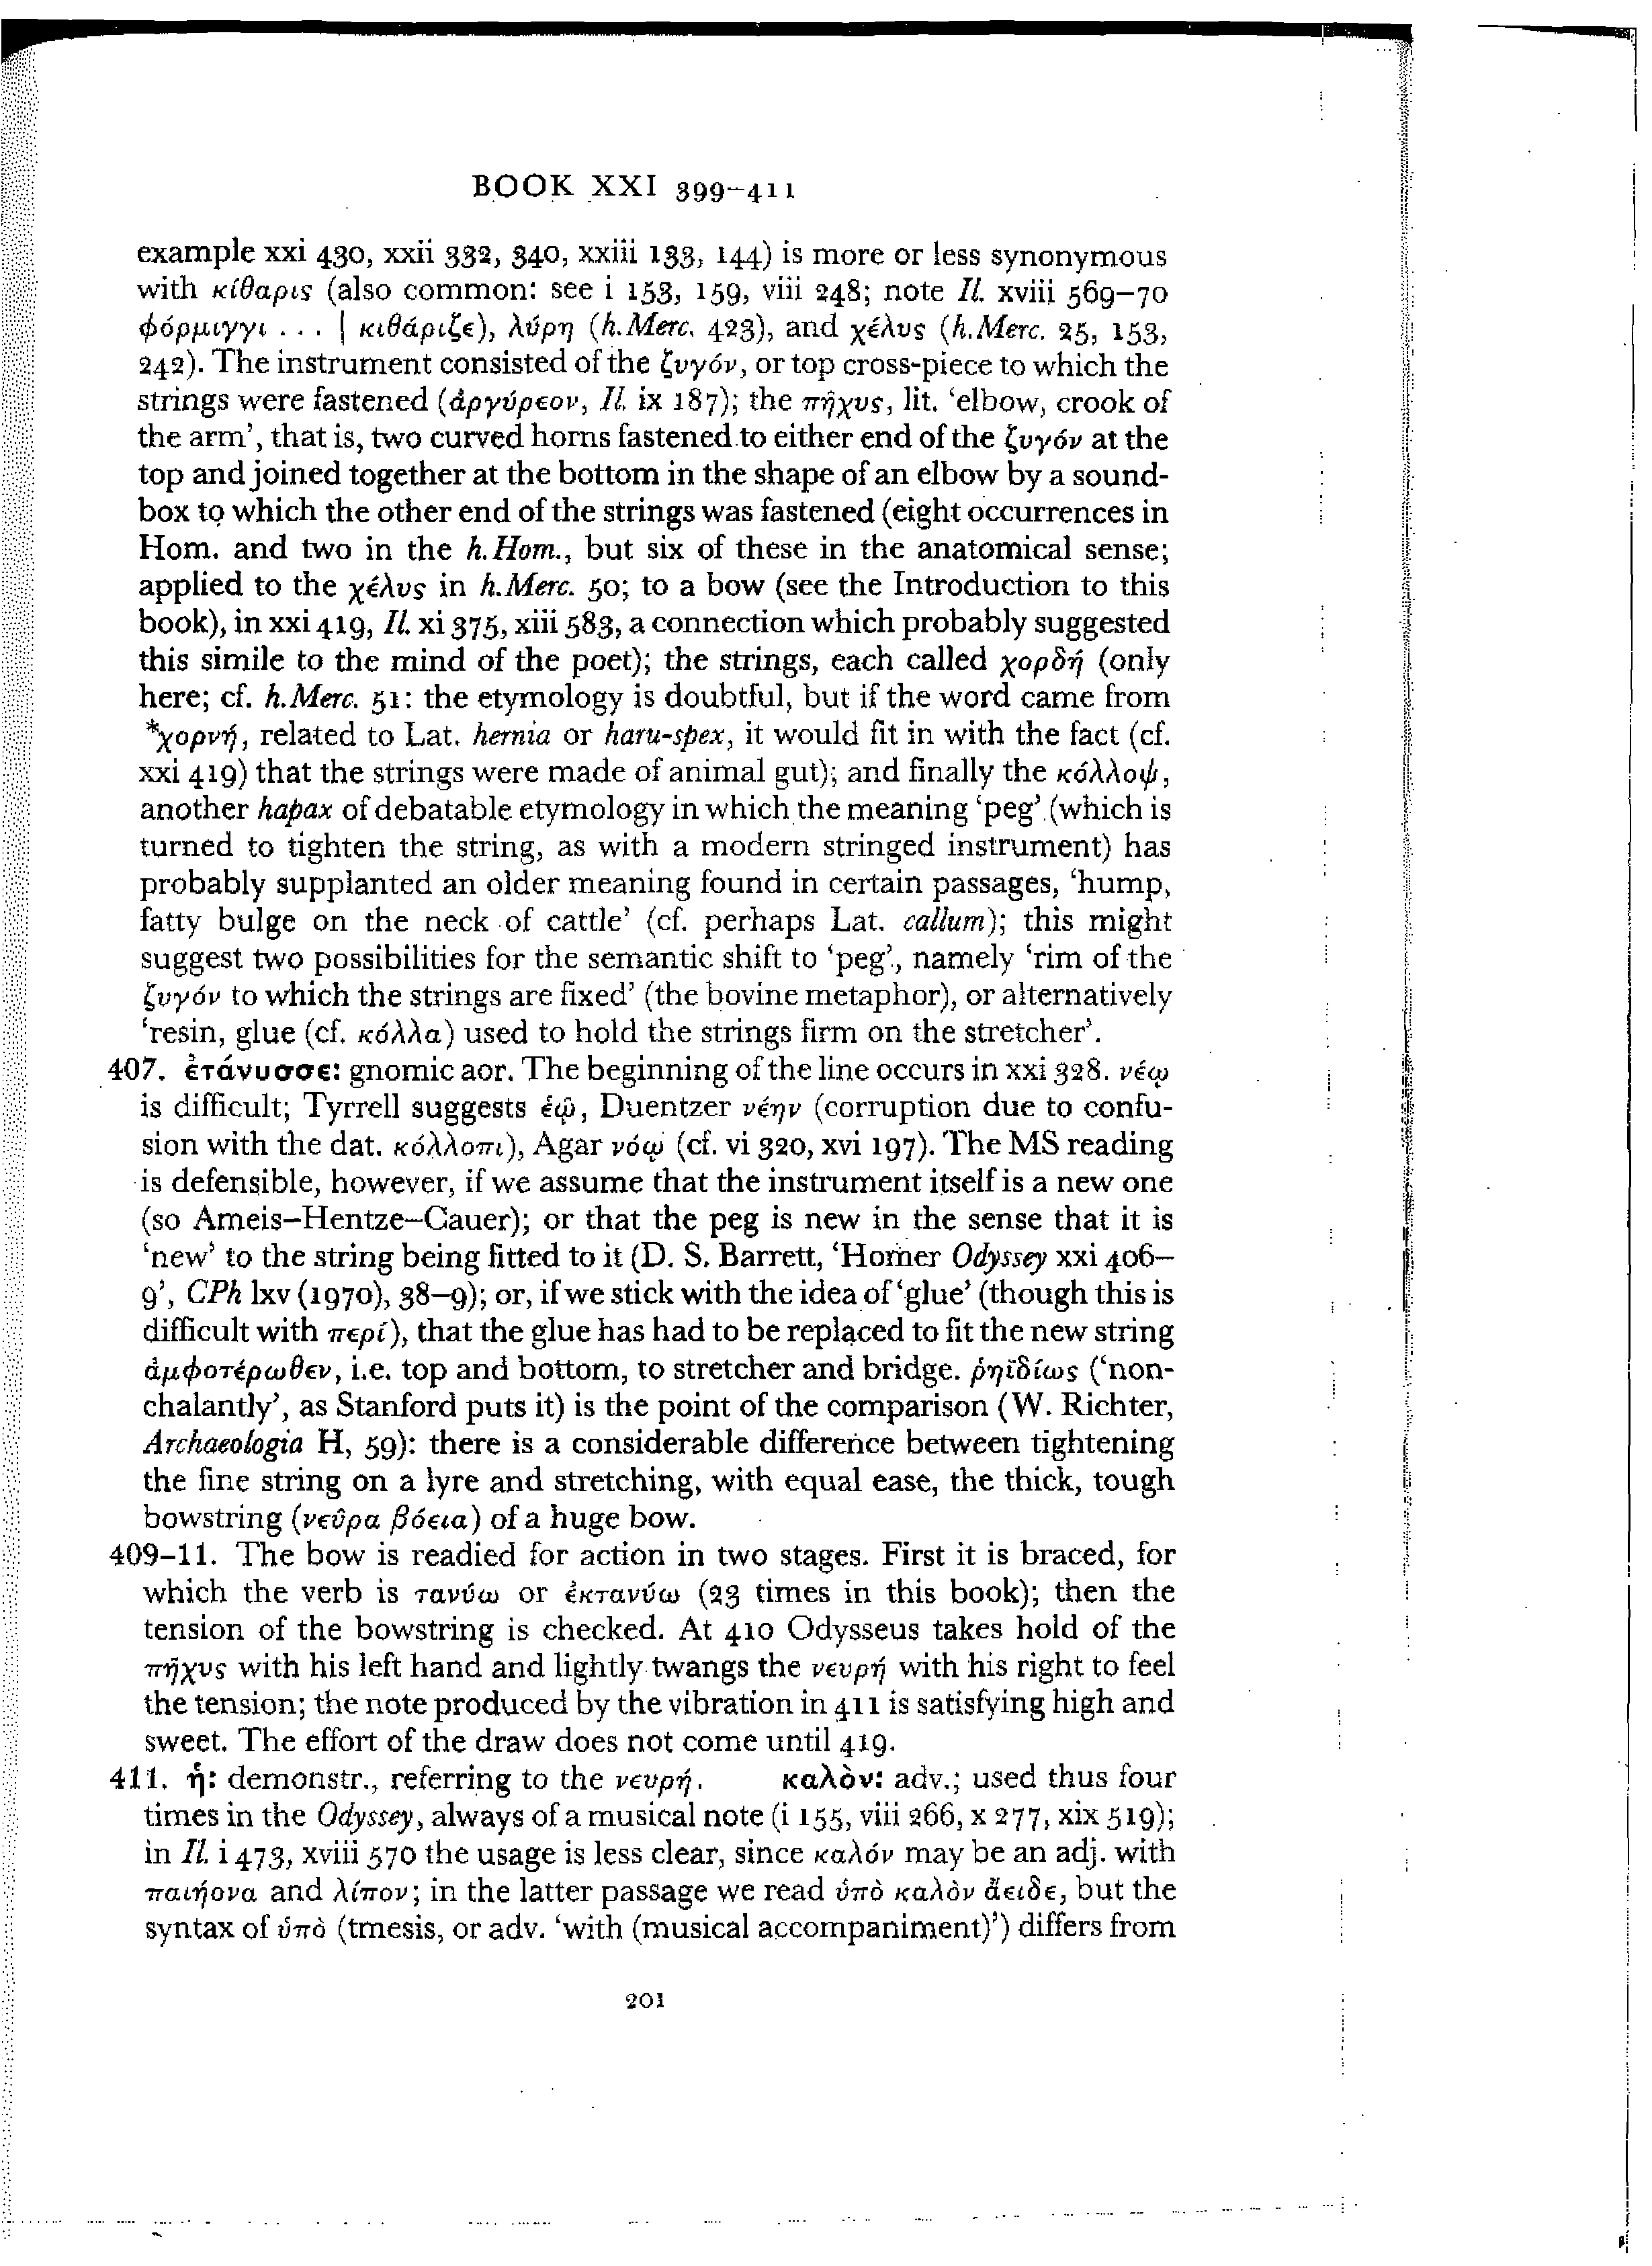 BOOK XXI 399–411
example xxi 430, xxii 332, 340, xxiii 133, 144) is more or less synonymous
with κίθαρις (also common: see i 153, 159, viii 248; note Il. xviii 569–70
φόρμιγγι . . . | κιθάριζε), λύρη (h.Merc. 423), and χέλυς (h.Merc. 25, 153,
242). The instrument consisted of the ζυγόν, or top cross-piece to which the
strings were fastened (ἀργύρεον, Il. ix 187); the πῆχυς, lit. ‘elbow, crook of
the arm’, that is, two curved horns fastened to either end of the ζυγόν at the
top and joined together at the bottom in the shape of an elbow by a sound-
box to which the other end of the strings was fastened (eight occurrences in
Hom. and two in the h.Hom., but six of these in the anatomical sense;
applied to the χέλυς in h.Merc. 50; to a bow (see the Introduction to this
book), in xxi 419, Il. xi 375, xiii 583, a connection which probably suggested
this simile to the mind of the poet); the strings, each called χορδή (only
here; cf. h.Merc. 51: the etymology is doubtful, but if the word came from
*χορνή, related to Lat. hernia or haru-spex, it would fit in with the fact (cf.
xxi 419) that the strings were made of animal gut); and finally the κόλλοψ,
another hapax of debatable etymology in which the meaning ‘peg’ (which is
turned to tighten the string, as with a modern stringed instrument) has
probably supplanted an older meaning found in certain passages, ‘hump,
fatty bulge on the neck of cattle’ (cf. perhaps Lat. callum); this might
suggest two possibilities for the semantic shift to ‘peg’, namely ‘rim of the
ζυγόν to which the strings are fixed’ (the bovine metaphor), or alternatively
‘resin, glue (cf. κόλλα) used to hold the strings firm on the stretcher’.
407. ἐτάνυσσε: gnomic aor. The beginning of the line occurs in xxi 328. νέῳ
is difficult; Tyrrell suggests ἑῷ, Duentzer νέην (corruption due to confu-
sion with the dat. κόλλοπι), Agar νόῳ (cf. vi 320, xvi 197). The MS reading
is defensible, however, if we assume that the instrument itself is a new one
(so Ameis–Hentze–Cauer); or that the peg is new in the sense that it is
‘new’ to the string being fitted to it (D. S. Barrett, ‘Homer Odyssey xxi 406–
9’, CPh lxv (1970), 38–9); or, if we stick with the idea of ‘glue’ (though this is
difficult with περί), that the glue has had to be replaced to fit the new string
ἀμφοτέρωθεν, i.e. top and bottom, to stretcher and bridge. ῥηϊδίως (‘non-
chalantly’, as Stanford puts it) is the point of the comparison (W. Richter,
Archaeologia H, 59): there is a considerable difference between tightening
the fine string on a lyre and stretching, with equal ease, the thick, tough
bowstring (νεῦρα βόεια) of a huge bow.
409–11. The bow is readied for action in two stages. First it is braced, for
which the verb is τανύω or ἐκτανύω (23 times in this book); then the
tension of the bowstring is checked. At 410 Odysseus takes hold of the
πῆχυς with his left hand and lightly twangs the νευρή with his right to feel
the tension; the note produced by the vibration in 411 is satisfying high and
sweet. The effort of the draw does not come until 419.
411. ἡ: demonstr., referring to the νευρή. καλὸν: adv.; used thus four
times in the Odyssey, always of a musical note (i 155, viii 266, x 277, xix 519);
in Il. i 473, xviii 570 the usage is less clear, since καλόν may be an adj. with
παιήονα and λίπον; in the latter passage we read ὑπὸ καλὸν ἄειδε, but the
syntax of ὑπὸ (tmesis, or adv. ‘with (musical accompaniment)’) differs from
201